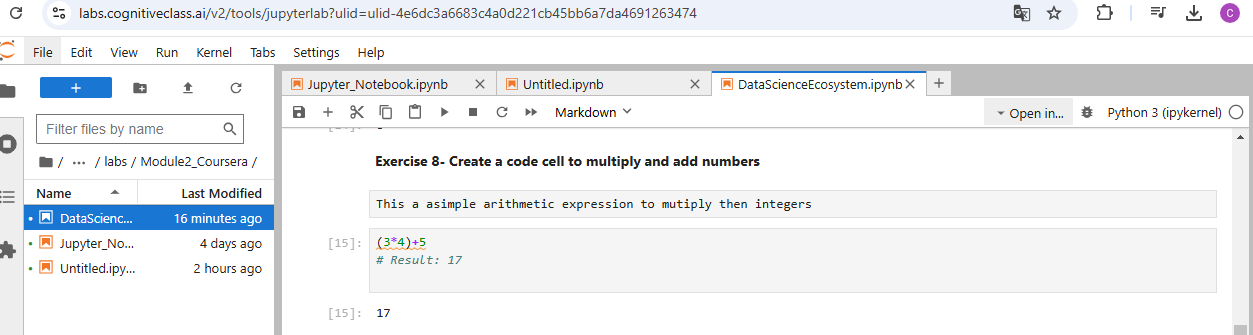 labs.cognitiveclass.ai/v2/tools/jupyterlab?ulid=ulid-4e6dc3a6683c4a0d221cb45bb6a7da4691263474
C
File Edit View Run Kernel Tabs Settings Help
Jupyter_Notebook.ipynb Untitled.ipynb DataScienceEcosystem.ipynb
Markdown Open in... Python 3 (ipykernel)
Filter files by name
/ ... / labs / Module2_Coursera /
Name Last Modified
DataScienc... 16 minutes ago
Jupyter_No... 4 days ago
Untitled.ipy... 2 hours ago
Exercise 8- Create a code cell to multiply and add numbers
This a asimple arithmetic expression to mutiply then integers
[15]: (3*4)+5
# Result: 17
[15]: 17